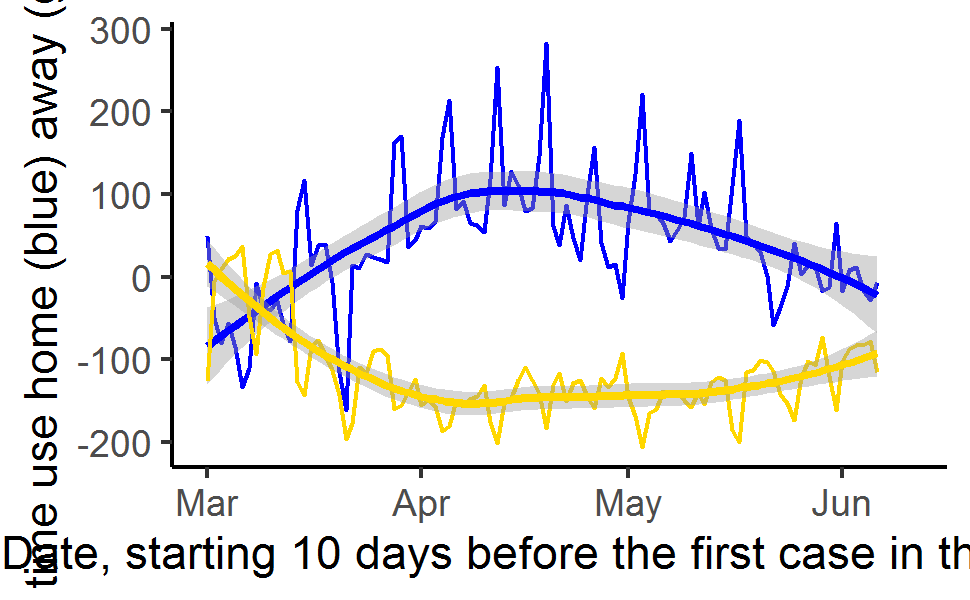 time use home (blue) away (
300
200
100
0
-100
-200
Mar Apr May Jun
Date, starting 10 days before the first case in th